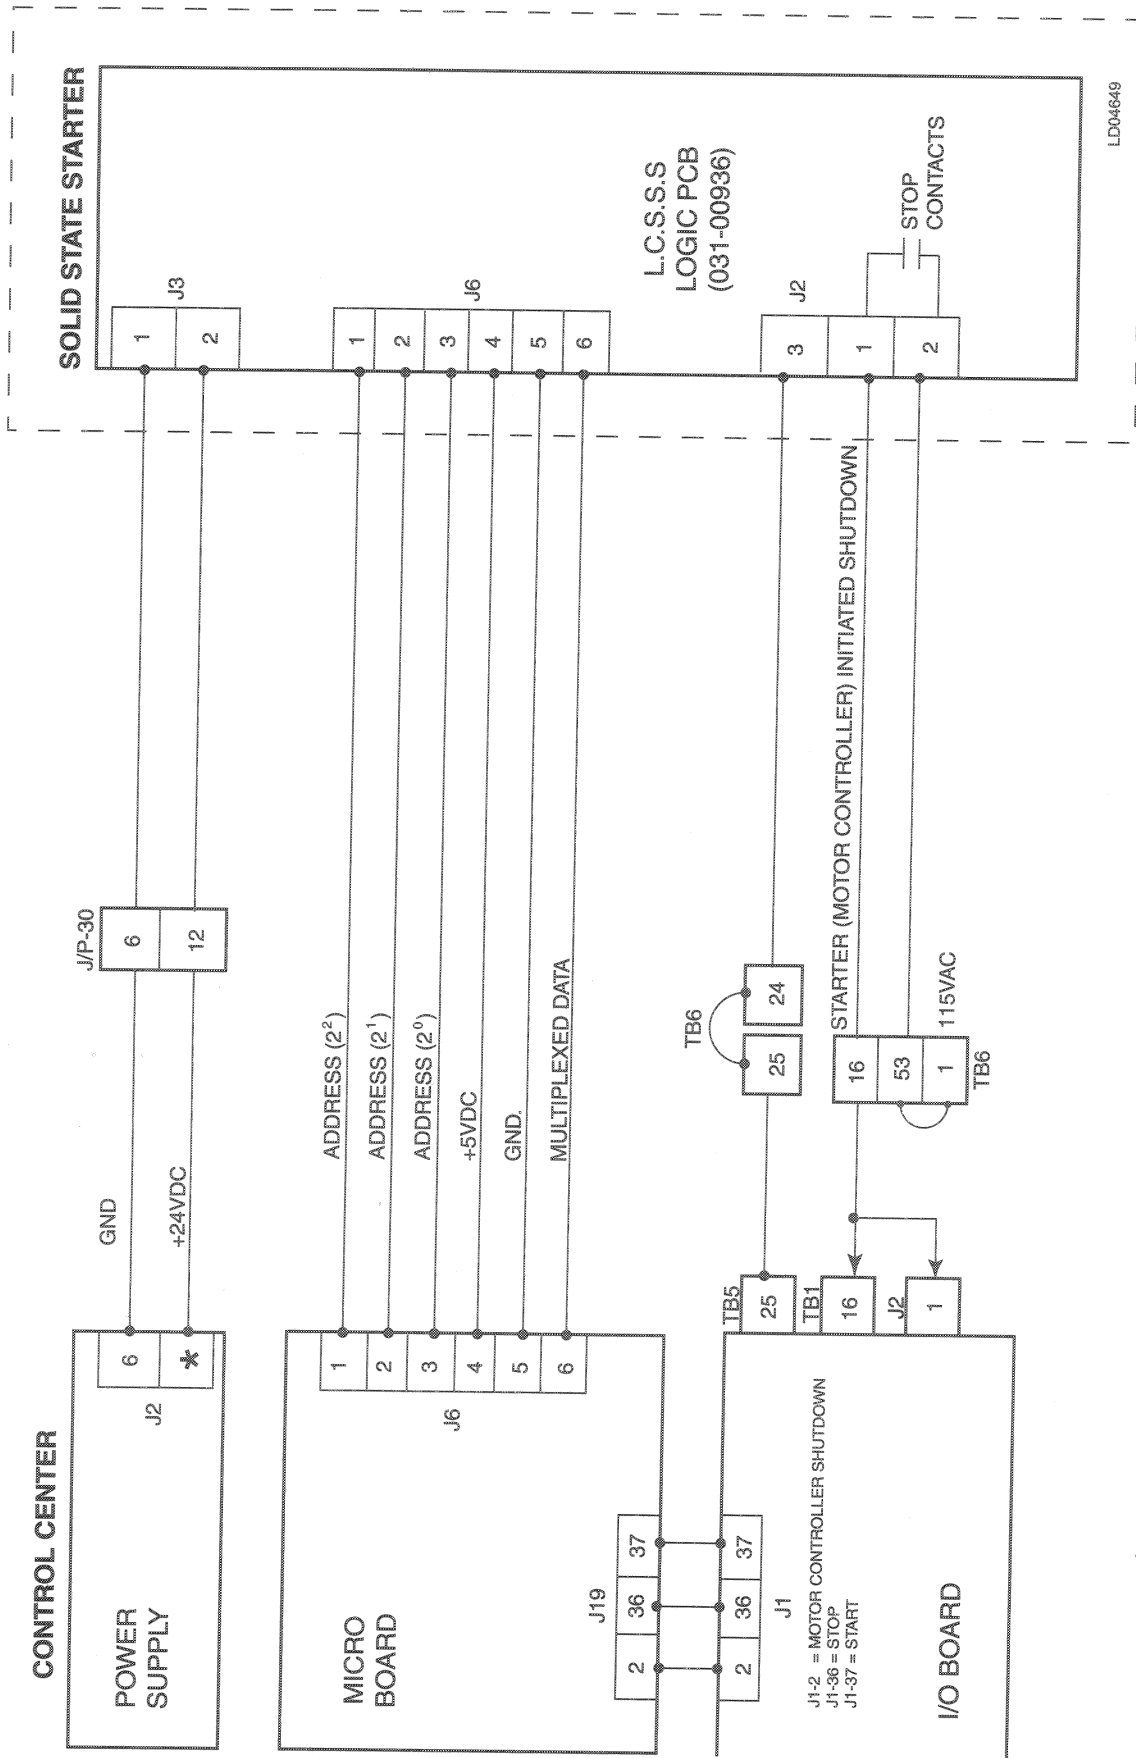 CONTROL CENTER
SOLID STATE STARTER
POWER
SUPPLY
J2
6
*
GND
+24VDC
J/P-30
6
12
J3
1
2
MICRO
BOARD
J6
1
2
3
4
5
6
ADDRESS (2²)
ADDRESS (2¹)
ADDRESS (2⁰)
+5VDC
GND.
MULTIPLEXED DATA
J6
1
2
3
4
5
6
L.C.S.S.S
LOGIC PCB
(031-00936)
J19
2
36
37
2
36
37
J1
J1-2 = MOTOR CONTROLLER SHUTDOWN
J1-36 = STOP
J1-37 = START
I/O BOARD
TB5
25
TB1
16
J2
1
TB6
25
24
STARTER (MOTOR CONTROLLER) INITIATED SHUTDOWN
16
53
1
115VAC
TB6
J2
3
1
2
STOP
CONTACTS
LD04649